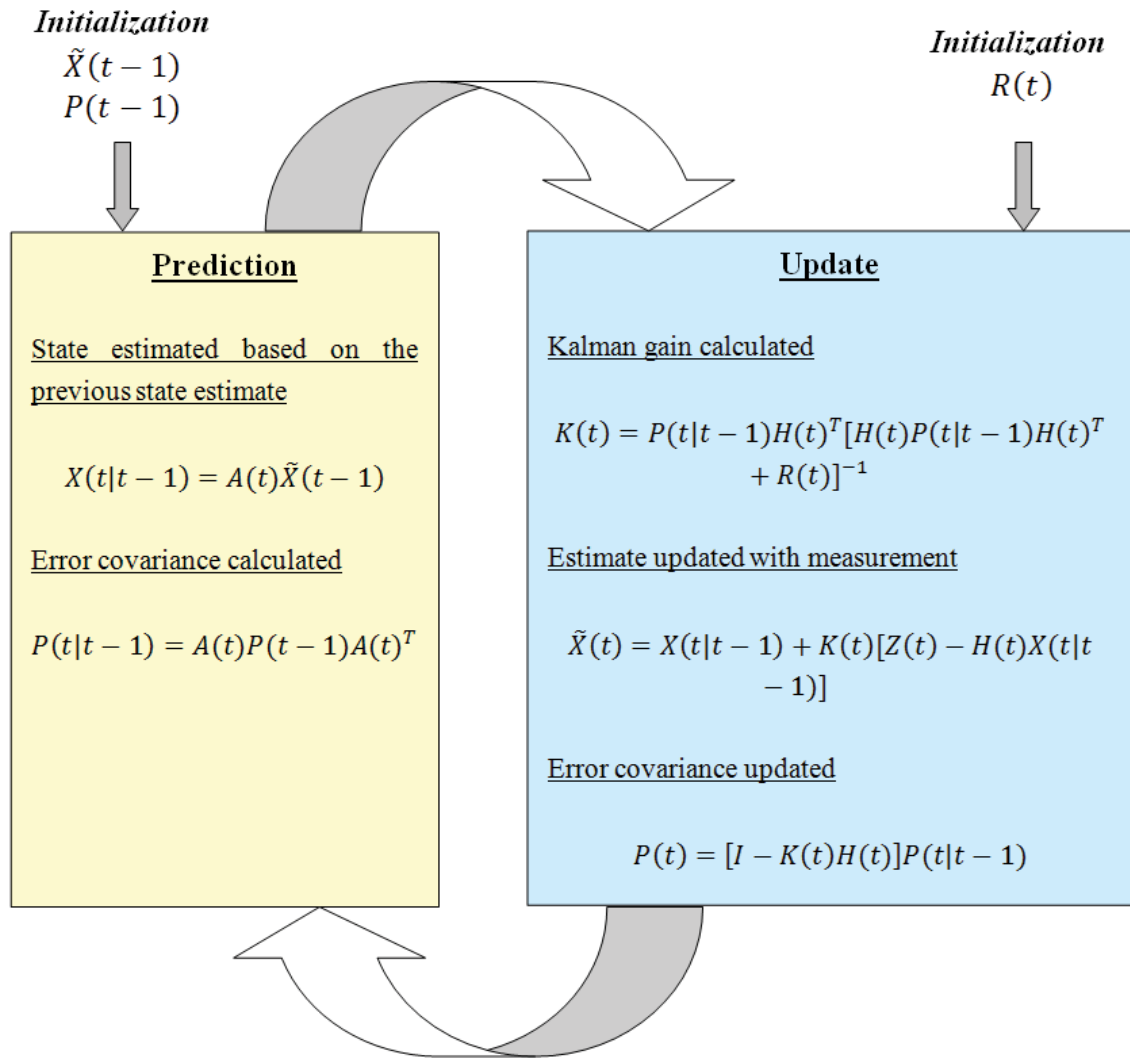 Initialization
X̃(t − 1)
P(t − 1)
Initialization
R(t)
Prediction
State estimated based on the
previous state estimate
X(t|t − 1) = A(t)X̃(t − 1)
Error covariance calculated
P(t|t − 1) = A(t)P(t − 1)A(t)ᵀ
Update
Kalman gain calculated
K(t) = P(t|t − 1)H(t)ᵀ[H(t)P(t|t − 1)H(t)ᵀ
+ R(t)]⁻¹
Estimate updated with measurement
X̃(t) = X(t|t − 1) + K(t)[Z(t) − H(t)X(t|t
− 1)]
Error covariance updated
P(t) = [I − K(t)H(t)]P(t|t − 1)